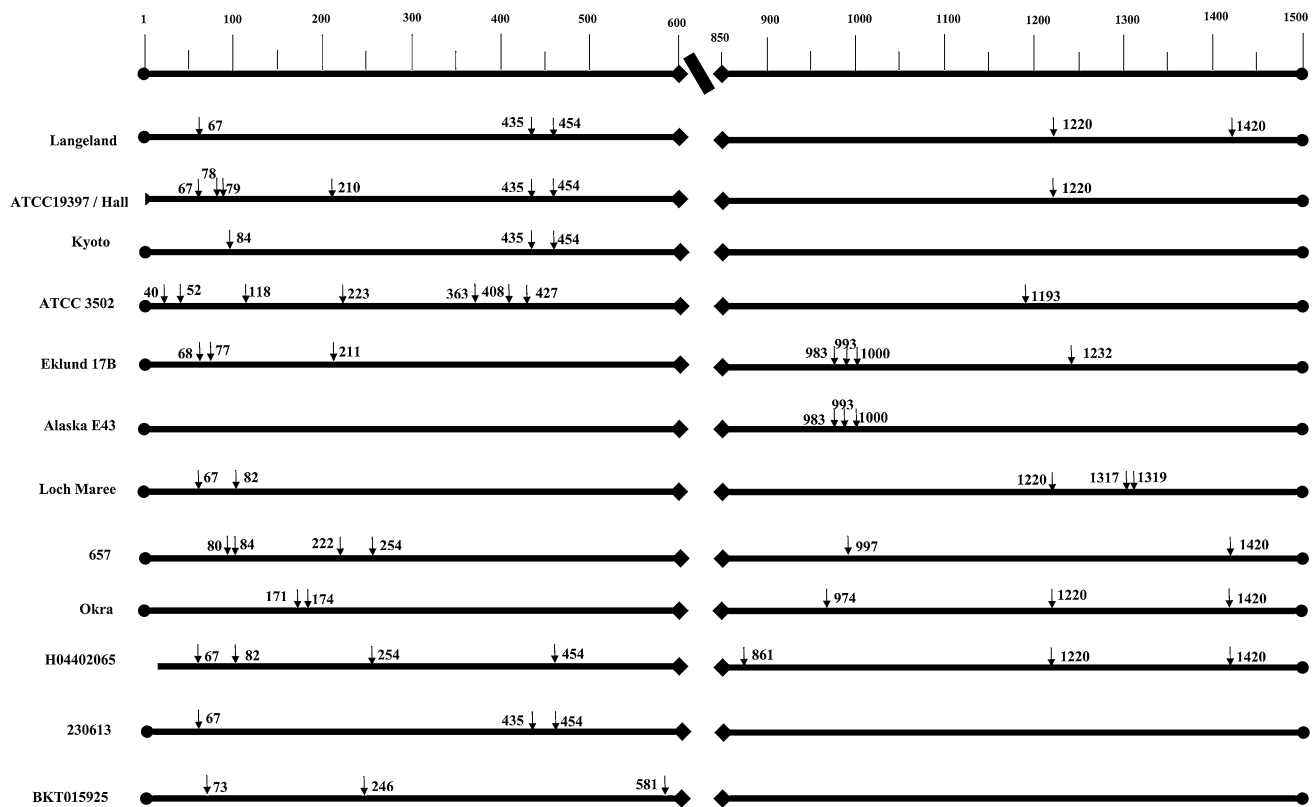 1 100 200 300 400 500 600 850 900 1000 1100 1200 1300 1400 1500
Langeland 67 435 454 1220 1420
ATCC19397 / Hall 67 78 79 210 435 454 1220
Kyoto 84 435 454
ATCC 3502 40 52 118 223 363 408 427 1193
Eklund 17B 68 77 211 983 993 1000 1232
Alaska E43 983 993 1000
Loch Maree 67 82 1220 1317 1319
657 80 84 222 254 997 1420
Okra 171 174 974 1220 1420
H04402065 67 82 254 454 861 1220 1420
230613 67 435 454
BKT015925 73 246 581